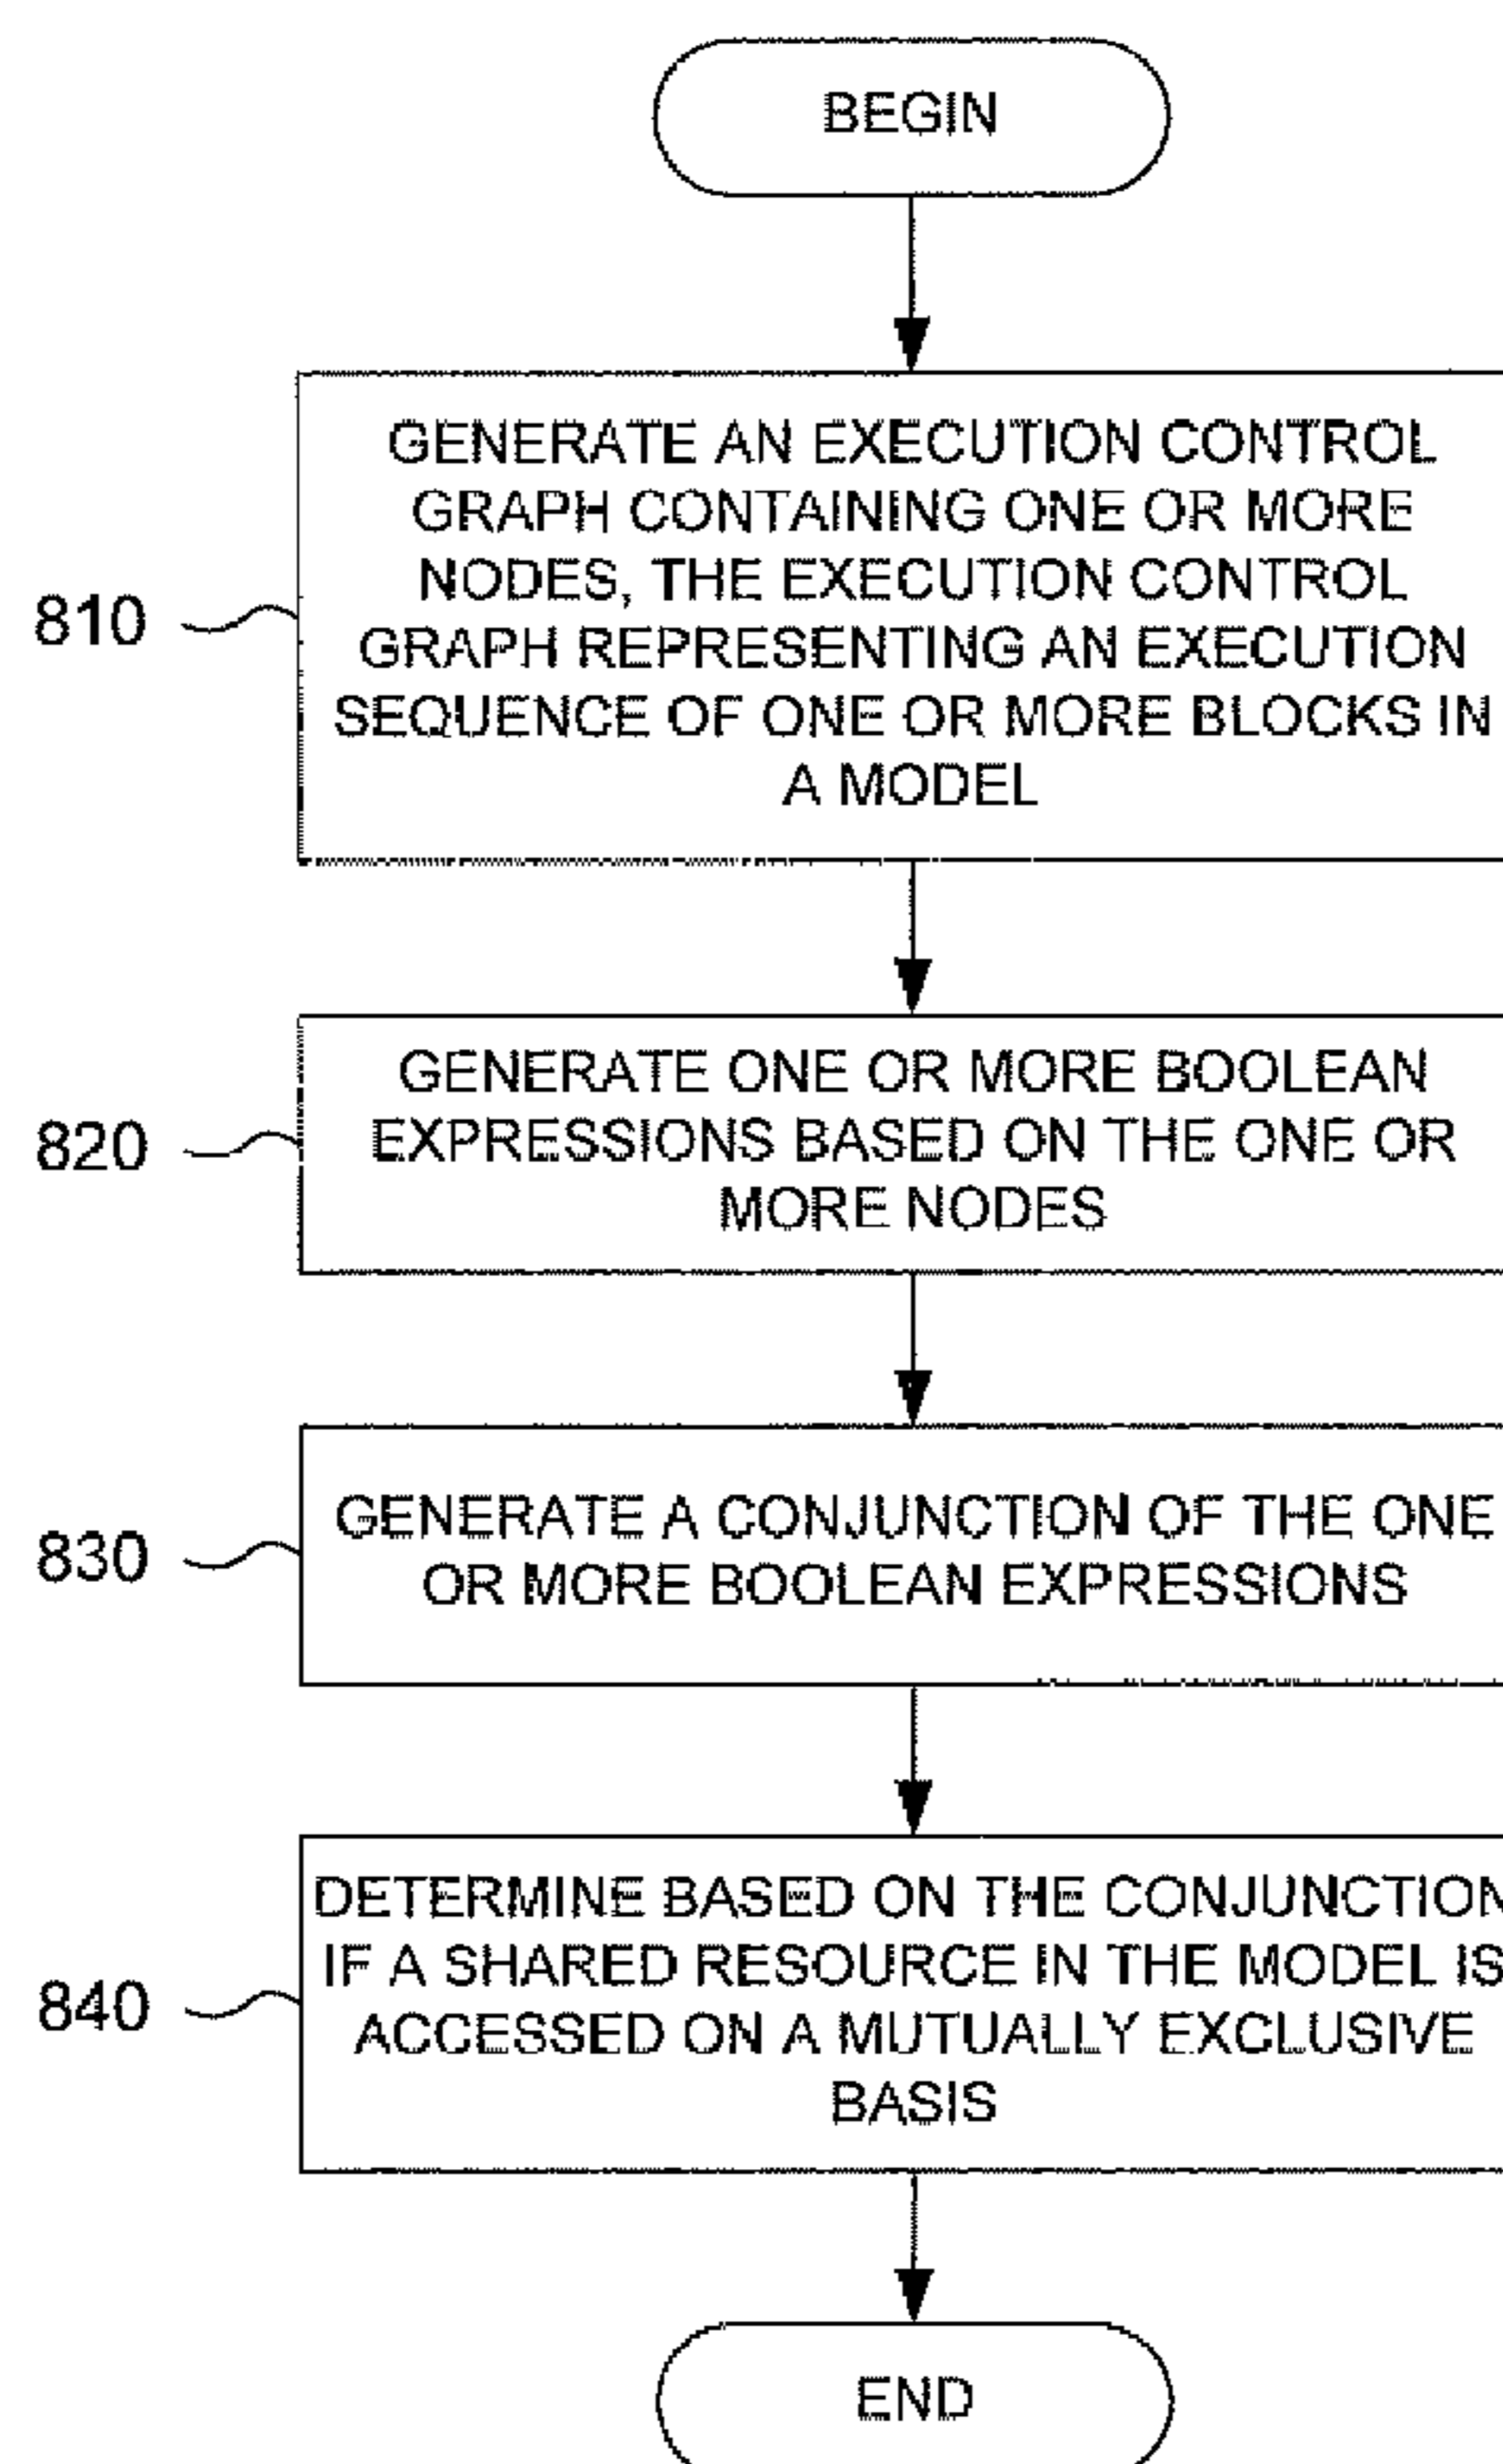 BEGIN
GENERATE AN EXECUTION CONTROL
GRAPH CONTAINING ONE OR MORE
NODES, THE EXECUTION CONTROL
GRAPH REPRESENTING AN EXECUTION
SEQUENCE OF ONE OR MORE BLOCKS IN
A MODEL
810
GENERATE ONE OR MORE BOOLEAN
EXPRESSIONS BASED ON THE ONE OR
MORE NODES
820
GENERATE A CONJUNCTION OF THE ONE
OR MORE BOOLEAN EXPRESSIONS
830
DETERMINE BASED ON THE CONJUNCTION
IF A SHARED RESOURCE IN THE MODEL IS
ACCESSED ON A MUTUALLY EXCLUSIVE
BASIS
840
END